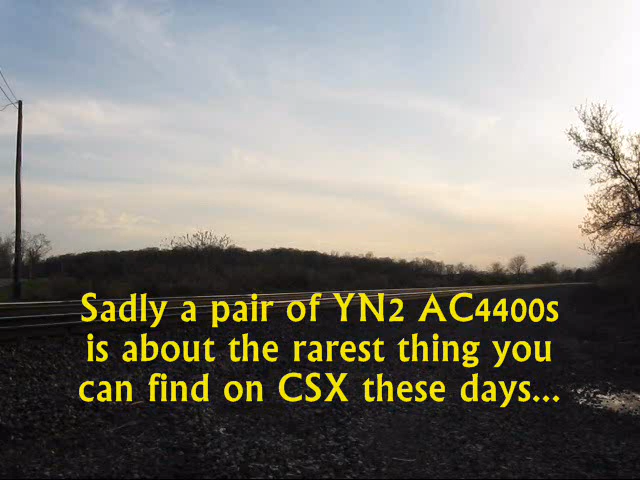 Sadly a pair of YN2 AC4400s
is about the rarest thing you
can find on CSX these days...